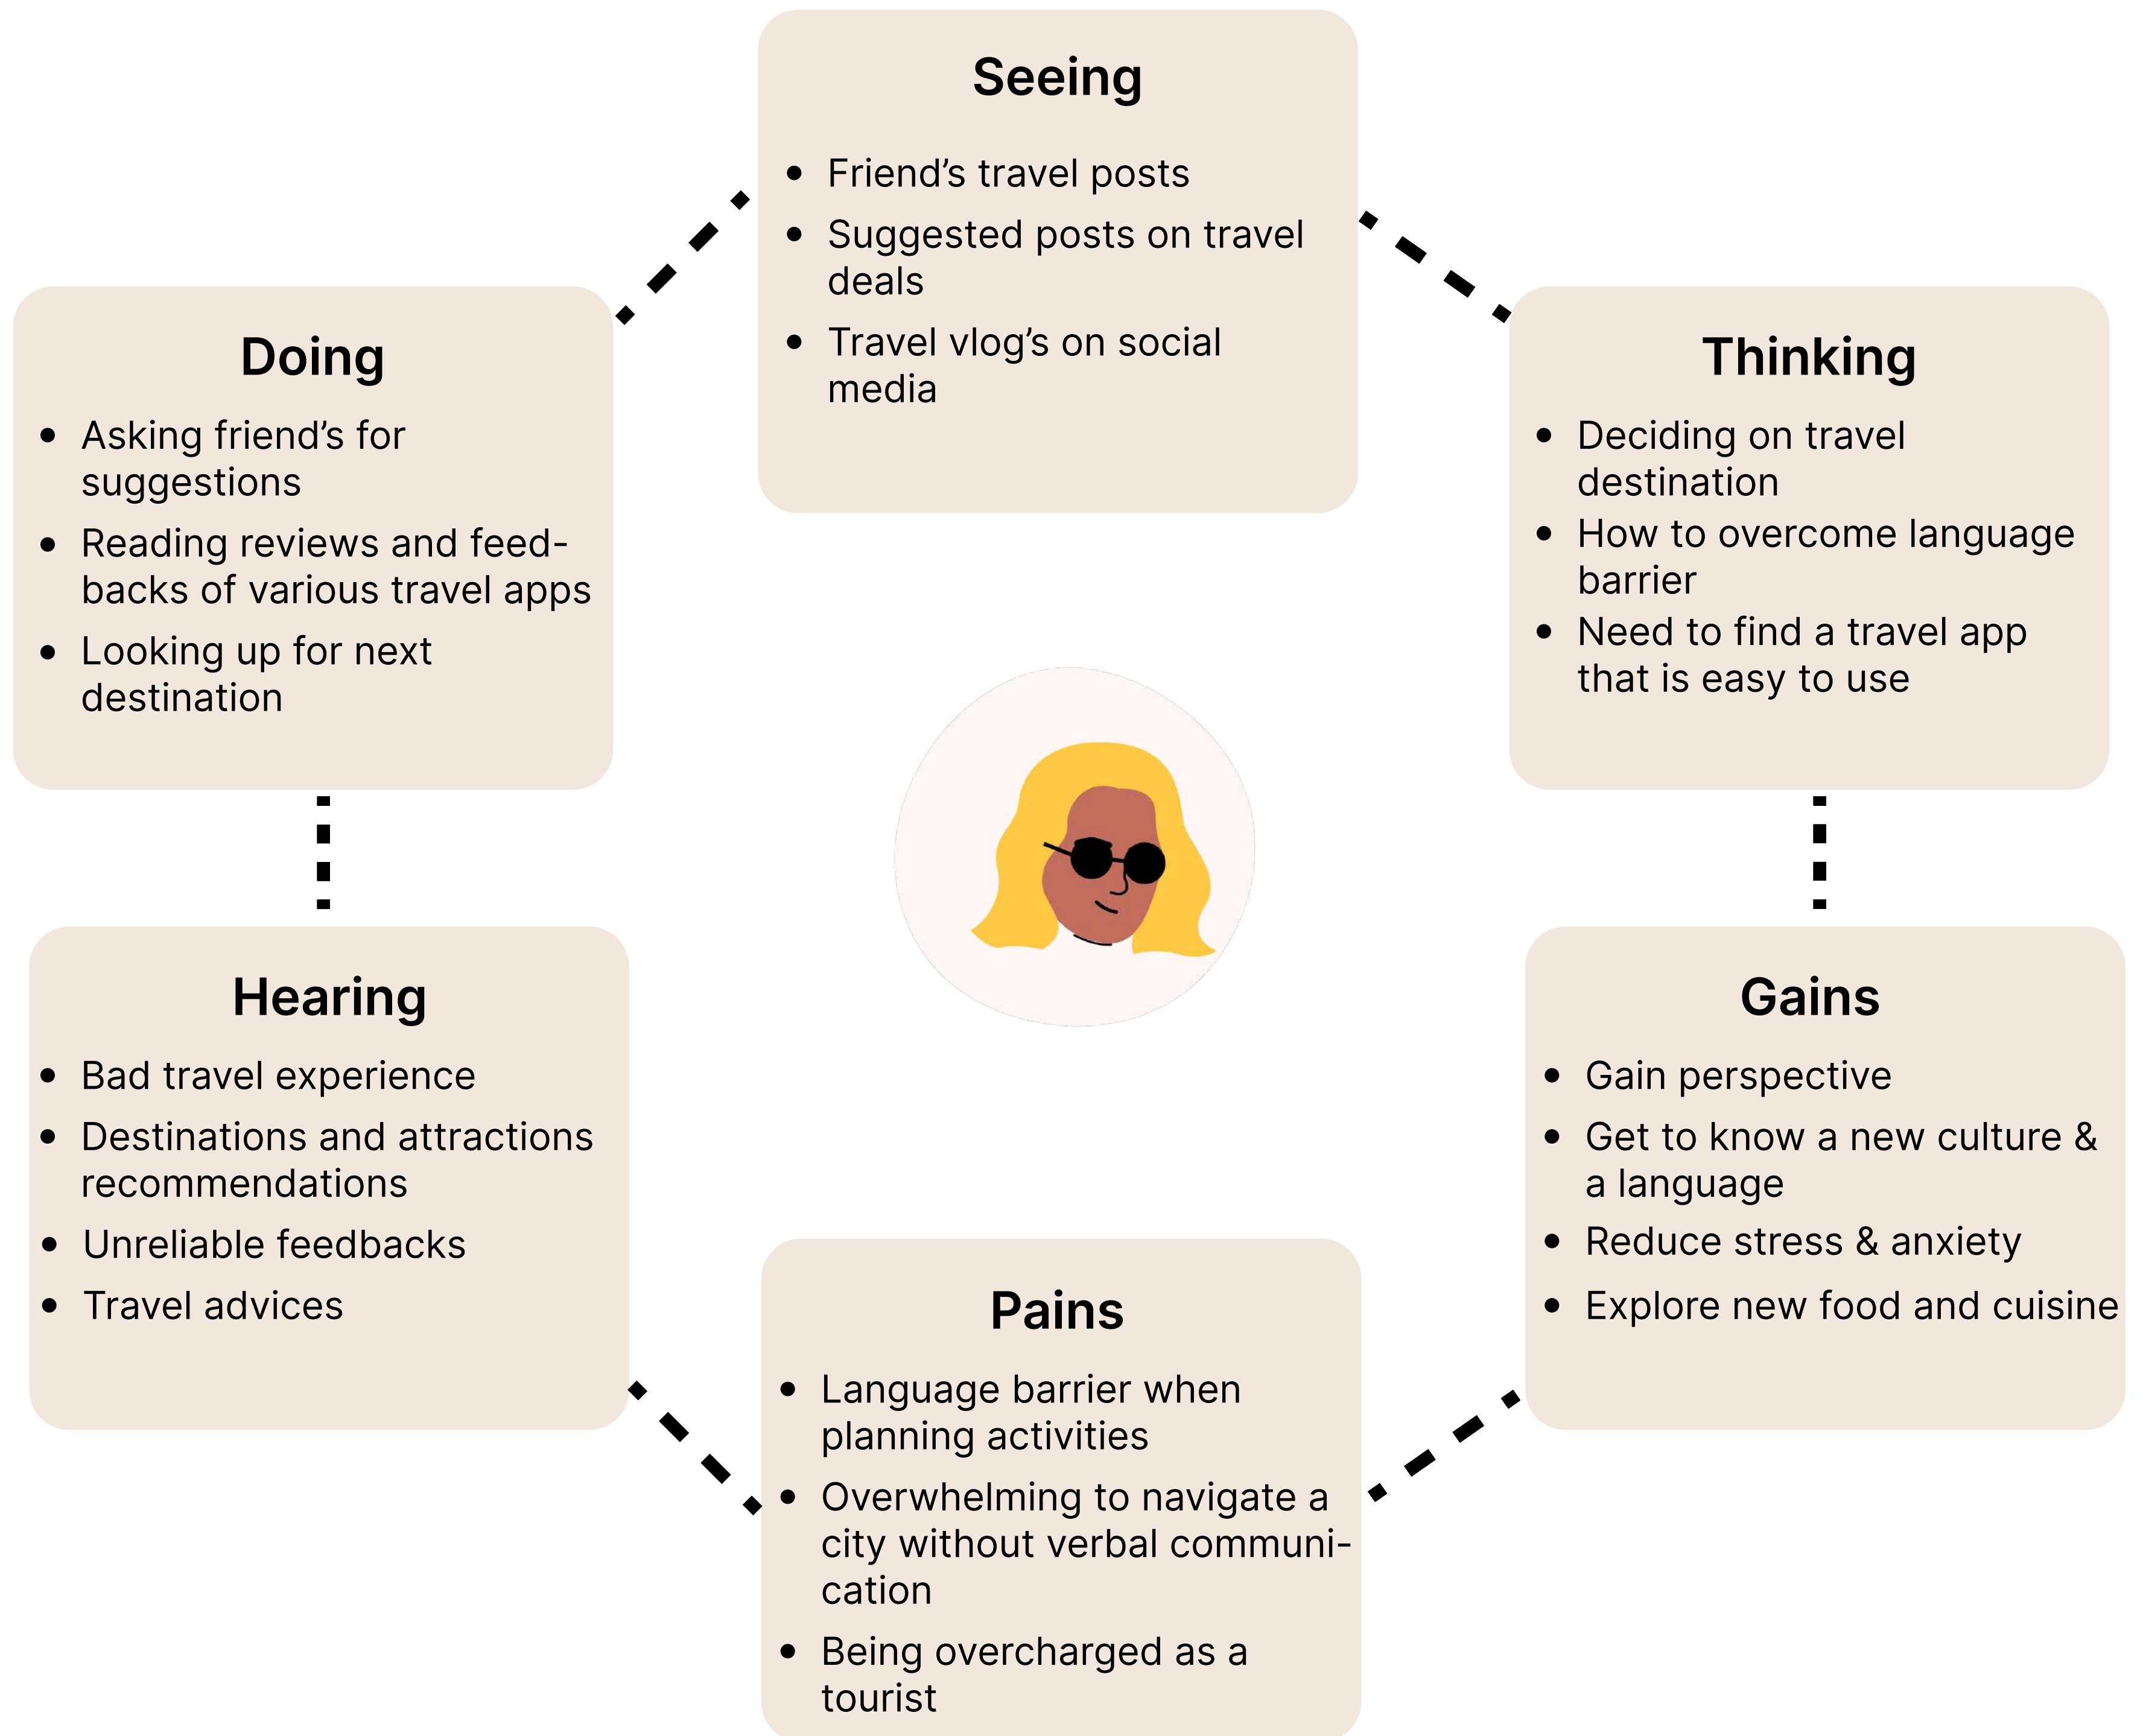 Seeing
• Friend’s travel posts
• Suggested posts on travel
deals
• Travel vlog’s on social
media
Doing
• Asking friend’s for
suggestions
• Reading reviews and feed-
backs of various travel apps
• Looking up for next
destination
Thinking
• Deciding on travel
destination
• How to overcome language
barrier
• Need to find a travel app
that is easy to use
Hearing
• Bad travel experience
• Destinations and attractions
recommendations
• Unreliable feedbacks
• Travel advices
Gains
• Gain perspective
• Get to know a new culture &
a language
• Reduce stress & anxiety
• Explore new food and cuisine
Pains
• Language barrier when
planning activities
• Overwhelming to navigate a
city without verbal communi-
cation
• Being overcharged as a
tourist